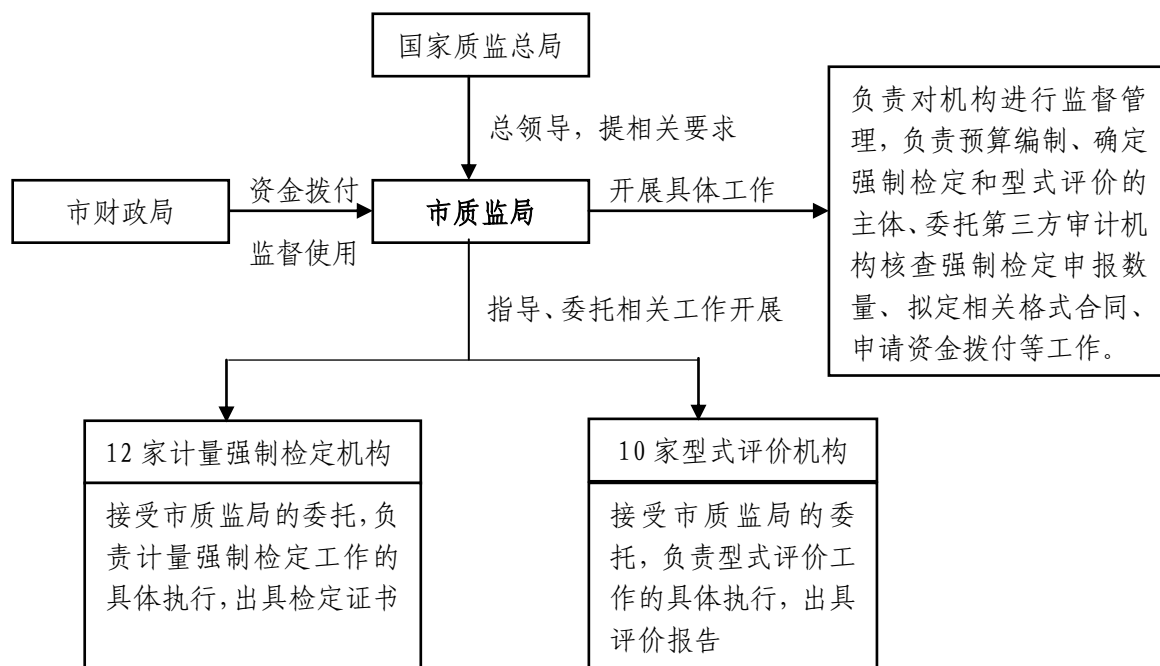 国家质监总局
总领导，提相关要求
市财政局
资金拨付
监督使用
市质监局
开展具体工作
负责对机构进行监督管
理，负责预算编制、确定
强制检定和型式评价的
主体、委托第三方审计机
构核查强制检定申报数
量、拟定相关格式合同、
申请资金拨付等工作。
指导、委托相关工作开展
12 家计量强制检定机构
接受市质监局的委托，负
责计量强制检定工作的
具体执行，出具检定证书
10 家型式评价机构
接受市质监局的委
托，负责型式评价工
作的具体执行，出具
评价报告